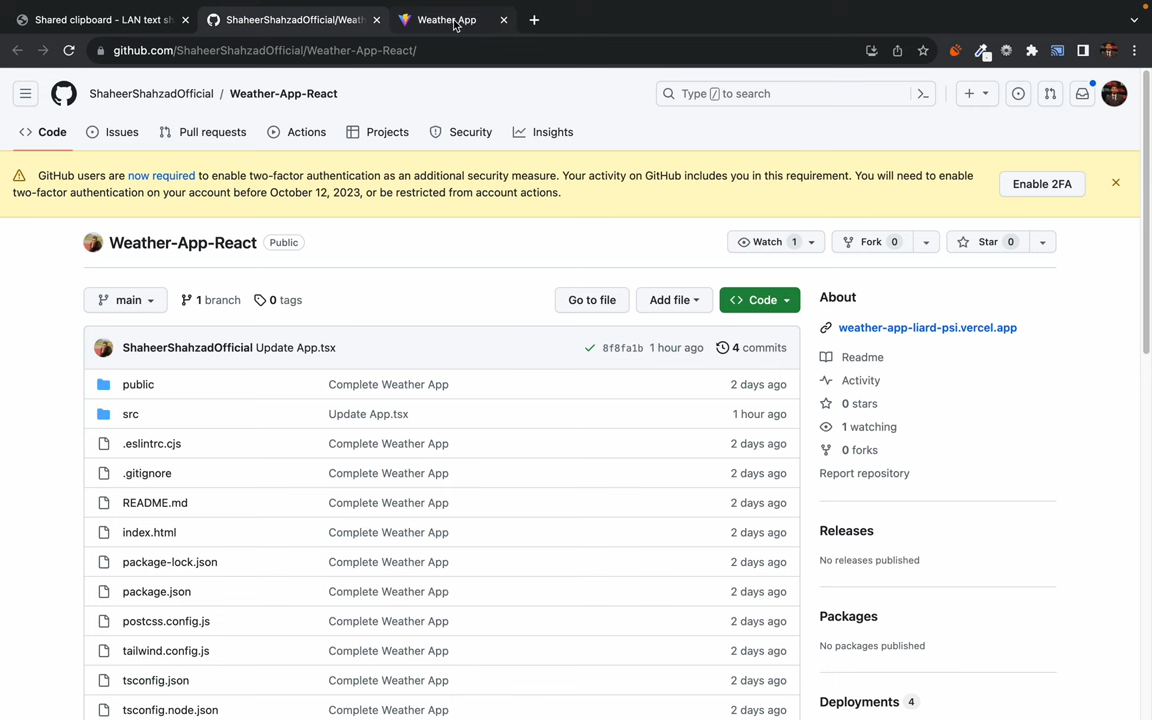 Shared clipboard - LAN text sh
ShaheerShahzadOfficial/Weath
Weather App
github.com/ShaheerShahzadOfficial/Weather-App-React/
ShaheerShahzadOfficial / Weather-App-React
Type / to search
Code
Issues
Pull requests
Actions
Projects
Security
Insights
GitHub users are now required to enable two-factor authentication as an additional security measure. Your activity on GitHub includes you in this requirement. You will need to enable
two-factor authentication on your account before October 12, 2023, or be restricted from account actions.
Enable 2FA
Weather-App-React Public
Watch 1
Fork 0
Star 0
main
1 branch
0 tags
Go to file
Add file
Code
ShaheerShahzadOfficial Update App.tsx
8f8fa1b 1 hour ago
4 commits
public Complete Weather App 2 days ago
src Update App.tsx 1 hour ago
.eslintrc.cjs Complete Weather App 2 days ago
.gitignore Complete Weather App 2 days ago
README.md Complete Weather App 2 days ago
index.html Complete Weather App 2 days ago
package-lock.json Complete Weather App 2 days ago
package.json Complete Weather App 2 days ago
postcss.config.js Complete Weather App 2 days ago
tailwind.config.js Complete Weather App 2 days ago
tsconfig.json Complete Weather App 2 days ago
tsconfig.node.json Complete Weather App 2 days ago
About
weather-app-liard-psi.vercel.app
Readme
Activity
0 stars
1 watching
0 forks
Report repository
Releases
No releases published
Packages
No packages published
Deployments 4